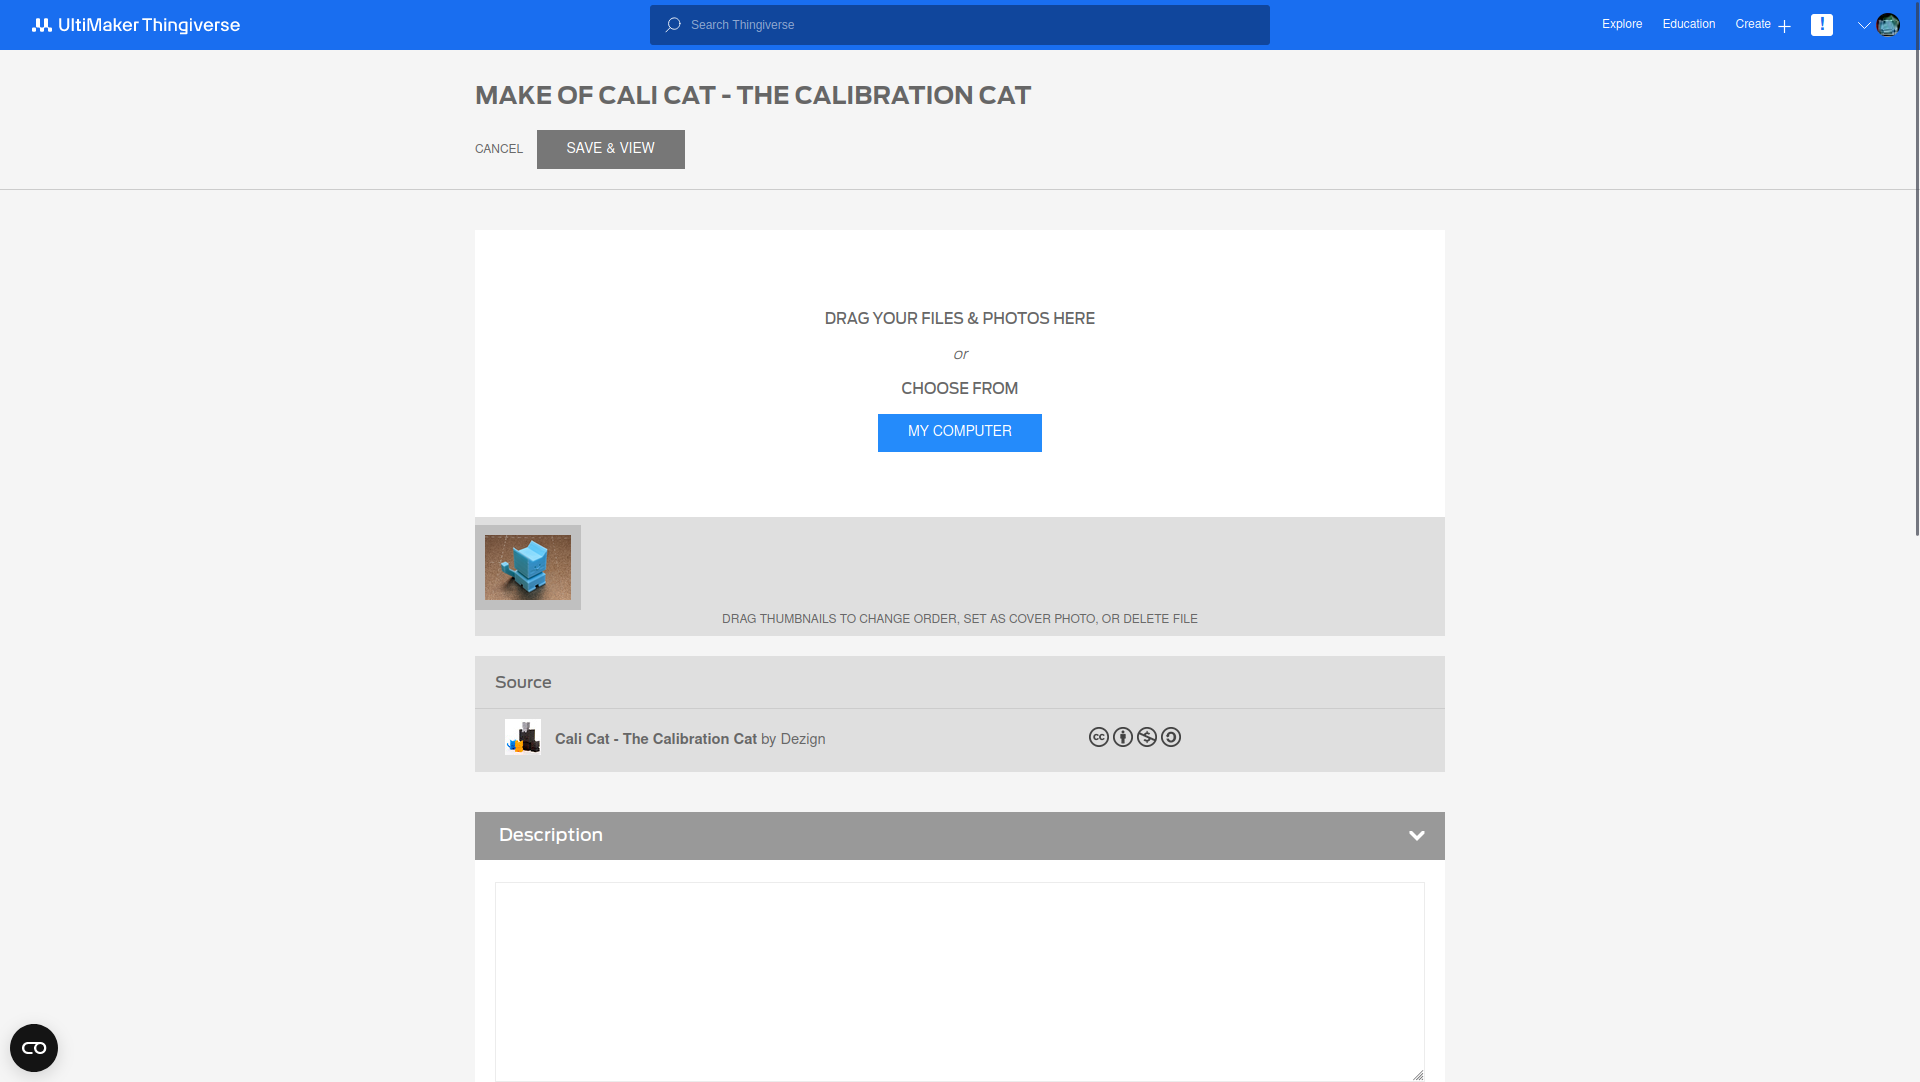 UltiMaker Thingiverse
Search Thingiverse
Explore
Education
Create
MAKE OF CALI CAT - THE CALIBRATION CAT
CANCEL
SAVE & VIEW
DRAG YOUR FILES & PHOTOS HERE
or
CHOOSE FROM
MY COMPUTER
DRAG THUMBNAILS TO CHANGE ORDER, SET AS COVER PHOTO, OR DELETE FILE
Source
Cali Cat - The Calibration Cat by Dezign
Description